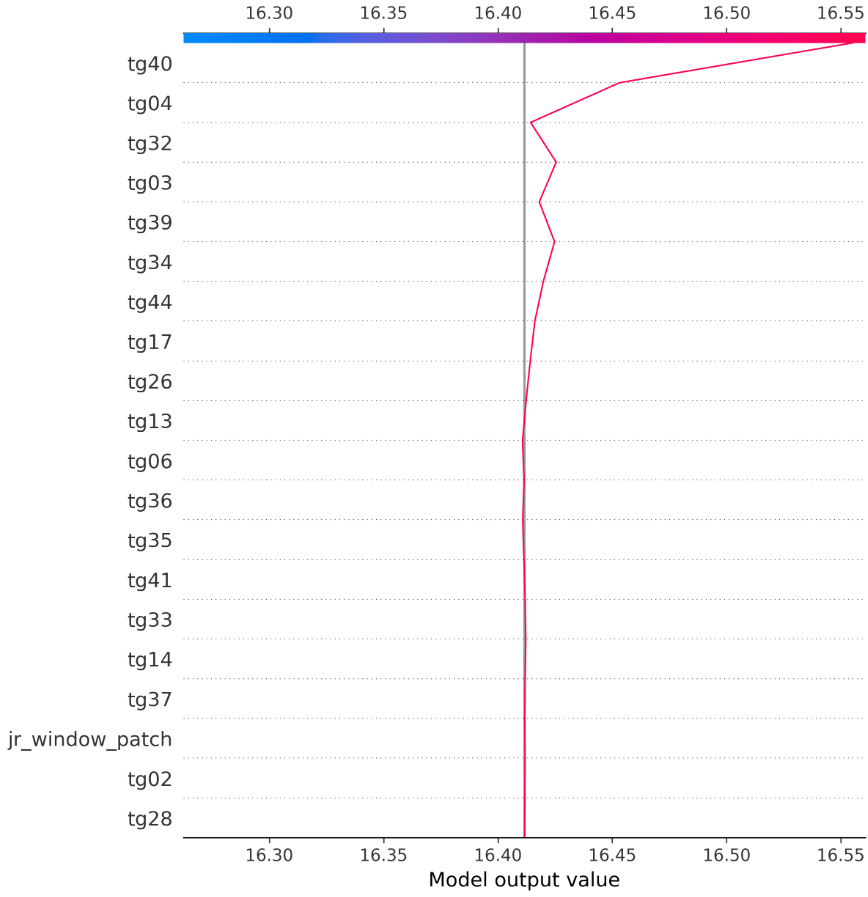 16.30 16.35 16.40 16.45 16.50 16.55
tg40
tg04
tg32
tg03
tg39
tg34
tg44
tg17
tg26
tg13
tg06
tg36
tg35
tg41
tg33
tg14
tg37
jr_window_patch
tg02
tg28
16.30 16.35 16.40 16.45 16.50 16.55
Model output value